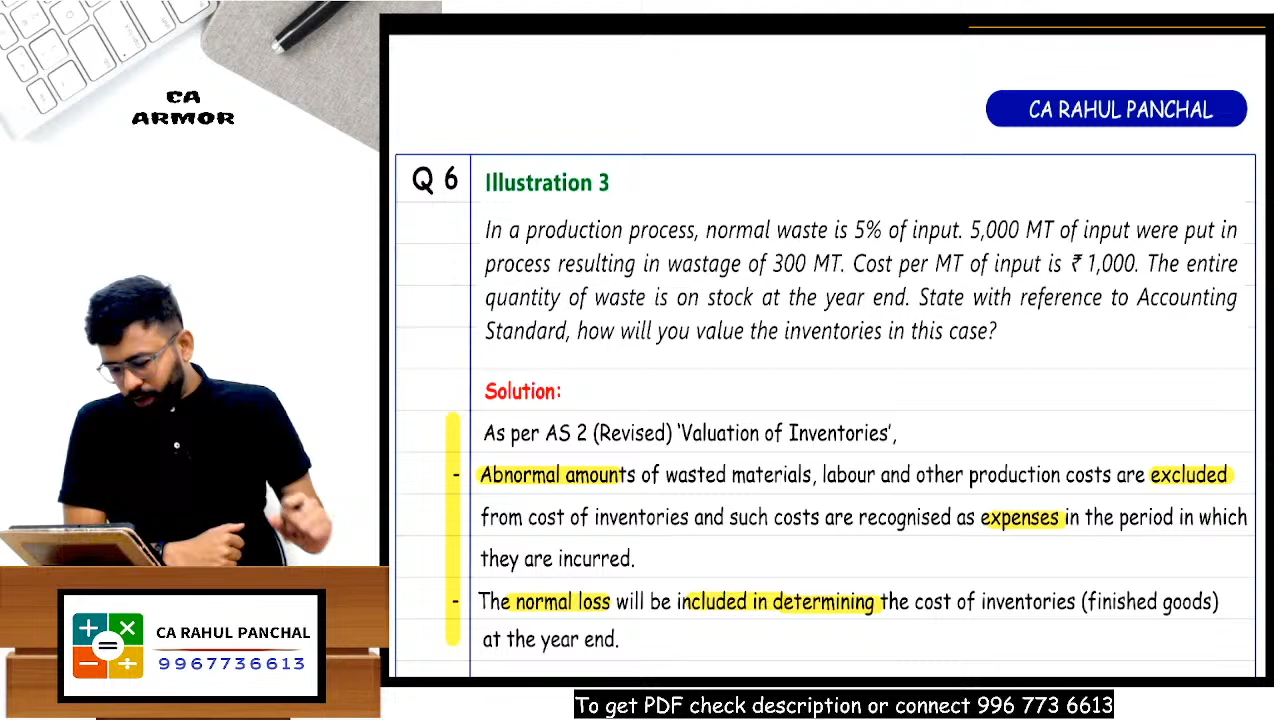 CA
ARMOR
CA RAHUL PANCHAL
Q 6
Illustration 3
In a production process, normal waste is 5% of input. 5,000 MT of input were put in
process resulting in wastage of 300 MT. Cost per MT of input is ₹ 1,000. The entire
quantity of waste is on stock at the year end. State with reference to Accounting
Standard, how will you value the inventories in this case?
Solution:
As per AS 2 (Revised) ‘Valuation of Inventories’,
- Abnormal amounts of wasted materials, labour and other production costs are excluded
from cost of inventories and such costs are recognised as expenses in the period in which
they are incurred.
- The normal loss will be included in determining the cost of inventories (finished goods)
at the year end.
CA RAHUL PANCHAL
9967736613
To get PDF check description or connect 996 773 6613